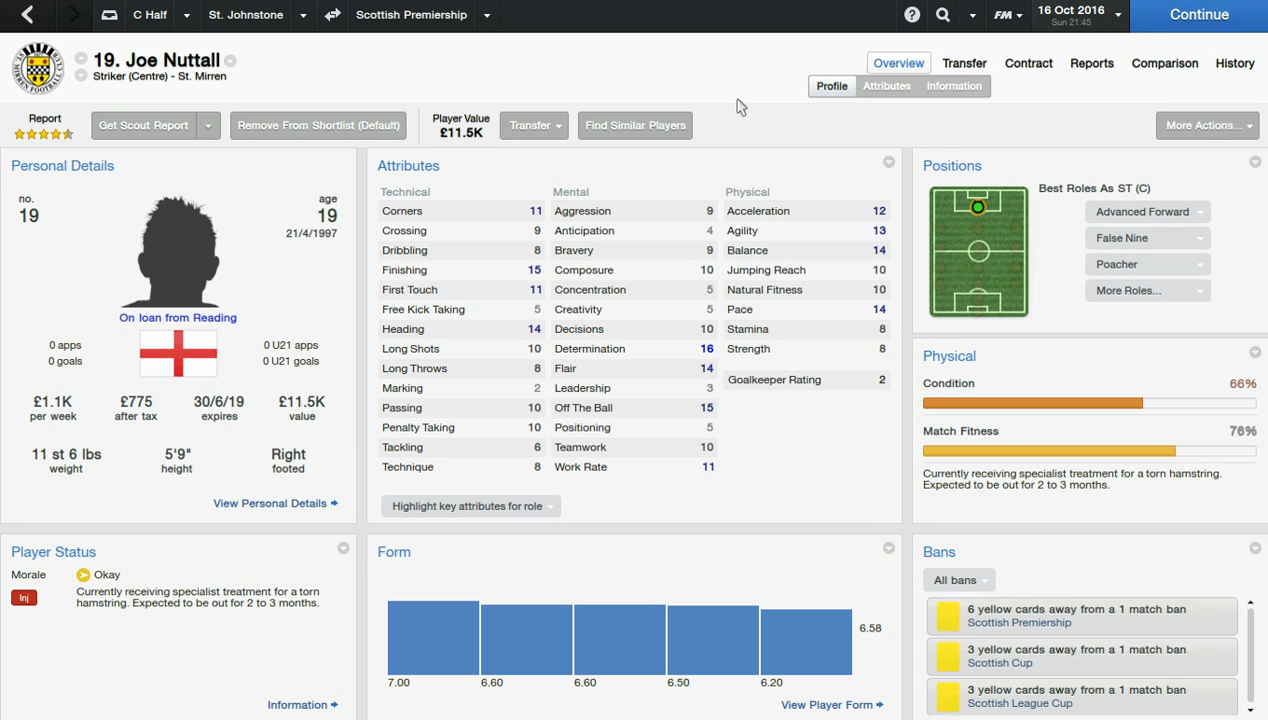 C Half St. Johnstone Scottish Premiership ? FM 16 Oct 2016 Continue
Sun 21:45
19. Joe Nuttall
Striker (Centre) - St. Mirren
Overview Transfer Contract Reports Comparison History
Profile Attributes Information
Report
Get Scout Report Remove From Shortlist (Default)
Player Value
£11.5K
Transfer Find Similar Players More Actions...
Personal Details
no.
19
age
19
21/4/1997
On loan from Reading
0 apps
0 goals
0 U21 apps
0 U21 goals
£1.1K
per week
£775
after tax
30/6/19
expires
£11.5K
value
11 st 6 lbs
weight
5'9"
height
Right
footed
View Personal Details
Attributes
Technical Mental Physical
Corners 11 Aggression 9 Acceleration 12
Crossing 9 Anticipation 4 Agility 13
Dribbling 8 Bravery 9 Balance 14
Finishing 15 Composure 10 Jumping Reach 10
First Touch 11 Concentration 5 Natural Fitness 10
Free Kick Taking 5 Creativity 5 Pace 14
Heading 14 Decisions 10 Stamina 8
Long Shots 10 Determination 16 Strength 8
Long Throws 8 Flair 14
Goalkeeper Rating 2
Marking 2 Leadership 3
Passing 10 Off The Ball 15
Penalty Taking 10 Positioning 5
Tackling 6 Teamwork 10
Technique 8 Work Rate 11
Highlight key attributes for role
Positions
Best Roles As ST (C)
Advanced Forward
False Nine
Poacher
More Roles...
Physical
Condition 66%
Match Fitness 76%
Currently receiving specialist treatment for a torn hamstring.
Expected to be out for 2 to 3 months.
Player Status
Morale Okay
Inj
Currently receiving specialist treatment for a torn
hamstring. Expected to be out for 2 to 3 months.
Information
Form
6.58
7.00 6.60 6.60 6.50 6.20
View Player Form
Bans
All bans
6 yellow cards away from a 1 match ban
Scottish Premiership
3 yellow cards away from a 1 match ban
Scottish Cup
3 yellow cards away from a 1 match ban
Scottish League Cup